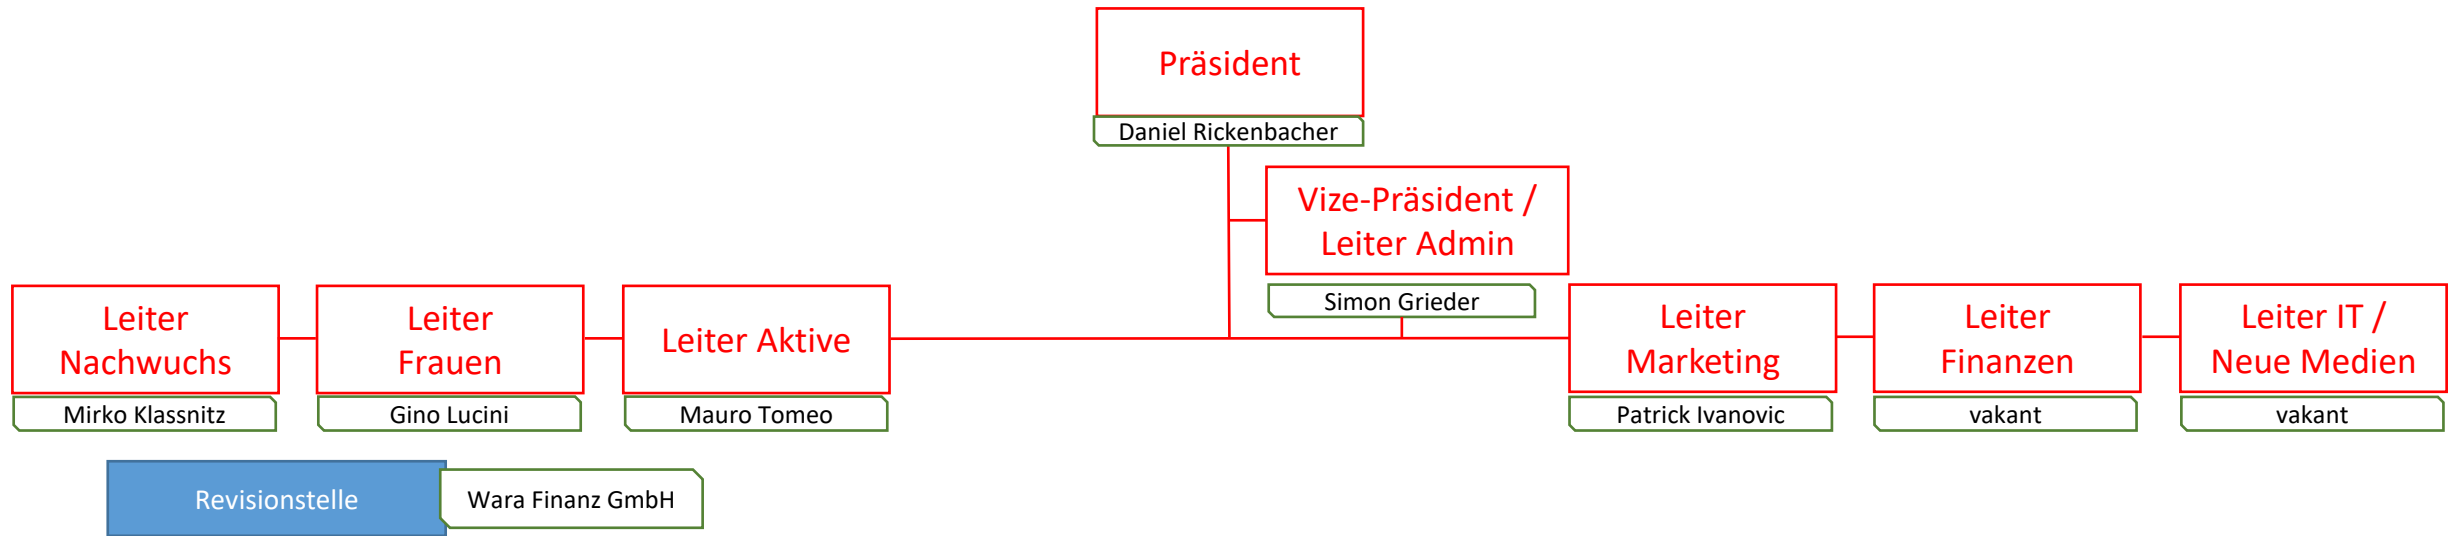 Präsident
Daniel Rickenbacher
Vize-Präsident /
Leiter Admin
Simon Grieder
Leiter
Nachwuchs
Mirko Klassnitz
Leiter
Frauen
Gino Lucini
Leiter Aktive
Mauro Tomeo
Leiter
Marketing
Patrick Ivanovic
Leiter
Finanzen
vakant
Leiter IT /
Neue Medien
vakant
Revisionstelle
Wara Finanz GmbH